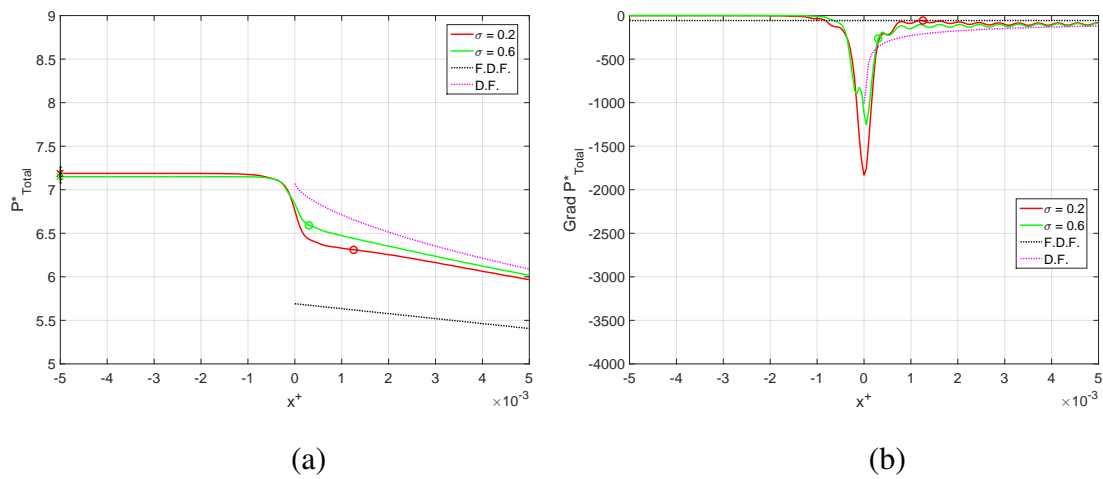 9
8.5
8
7.5
7
6.5
6
5.5
5
P*Total
-5 -4 -3 -2 -1 0 1 2 3 4 5
x+
×10-3
σ = 0.2
σ = 0.6
F.D.F.
D.F.
(a)
0
-500
-1000
-1500
-2000
-2500
-3000
-3500
-4000
Grad P*Total
-5 -4 -3 -2 -1 0 1 2 3 4 5
x+
×10-3
σ = 0.2
σ = 0.6
F.D.F.
D.F.
(b)